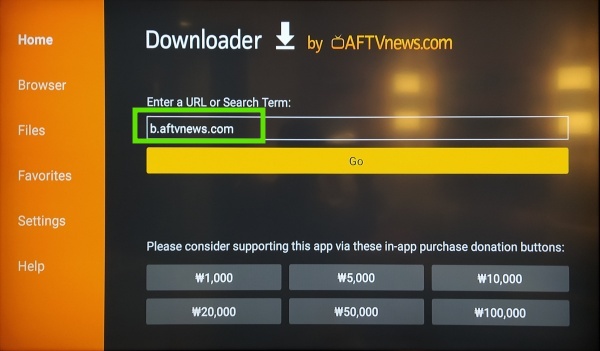 Home
Browser
Files
Favorites
Settings
Help
Downloader by AFTVnews.com
Enter a URL or Search Term:
b.aftvnews.com
Go
Please consider supporting this app via these in-app purchase donation buttons:
₩1,000 ₩5,000 ₩10,000
₩20,000 ₩50,000 ₩100,000